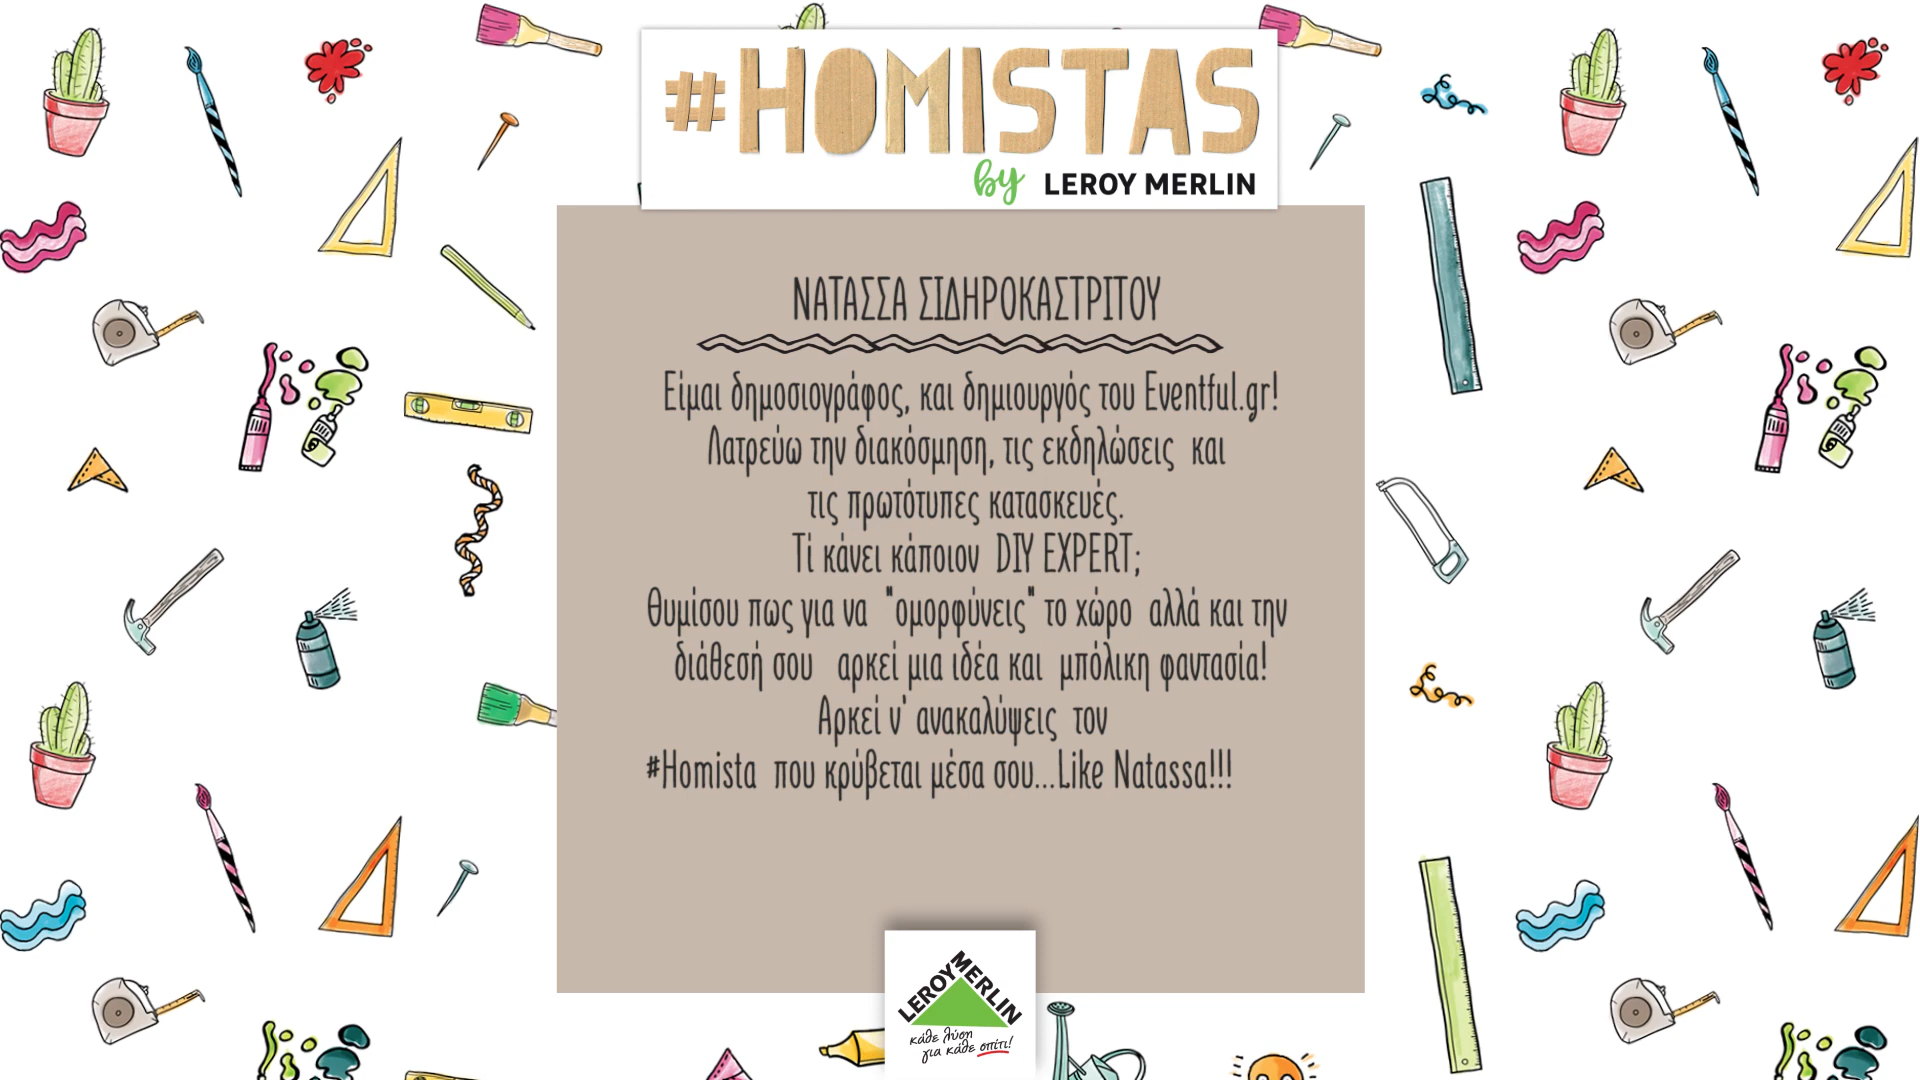 #HOMISTAS
by LEROY MERLIN
ΝΑΤΑΣΣΑ ΣΙΔΗΡΟΚΑΣΤΡΙΤΟΥ
Είμαι δημοσιογράφος, και δημιουργός του Eventful.gr!
Λατρεύω την διακόσμηση, τις εκδηλώσεις και
τις πρωτότυπες κατασκευές.
Τί κάνει κάποιον DIY EXPERT;
Θυμίσου πως για να "ομορφύνεις" το χώρο αλλά και την
διάθεσή σου αρκεί μια ιδέα και μπόλικη φαντασία!
Αρκεί ν' ανακαλύψεις τον
#Homista που κρύβεται μέσα σου...Like Natassa!!!
LEROY MERLIN
κάθε λύση
για κάθε σπίτι!